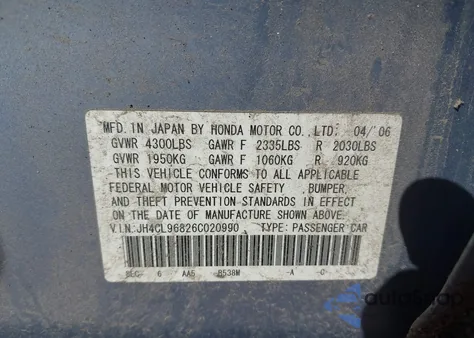 MFD. IN JAPAN BY HONDA MOTOR CO., LTD. 04/06
GVWR 4300LBS GAWR F 2335LBS R 2030LBS
GVWR 1950KG GAWR F 1060KG R 920KG
THIS VEHICLE CONFORMS TO ALL APPLICABLE
FEDERAL MOTOR VEHICLE SAFETY, BUMPER,
AND THEFT PREVENTION STANDARDS IN EFFECT
ON THE DATE OF MANUFACTURE SHOWN ABOVE.
V.I.N. JH4CL96826C020990, TYPE: PASSENGER CAR
SEC- 6 AA5 B538M -A -C